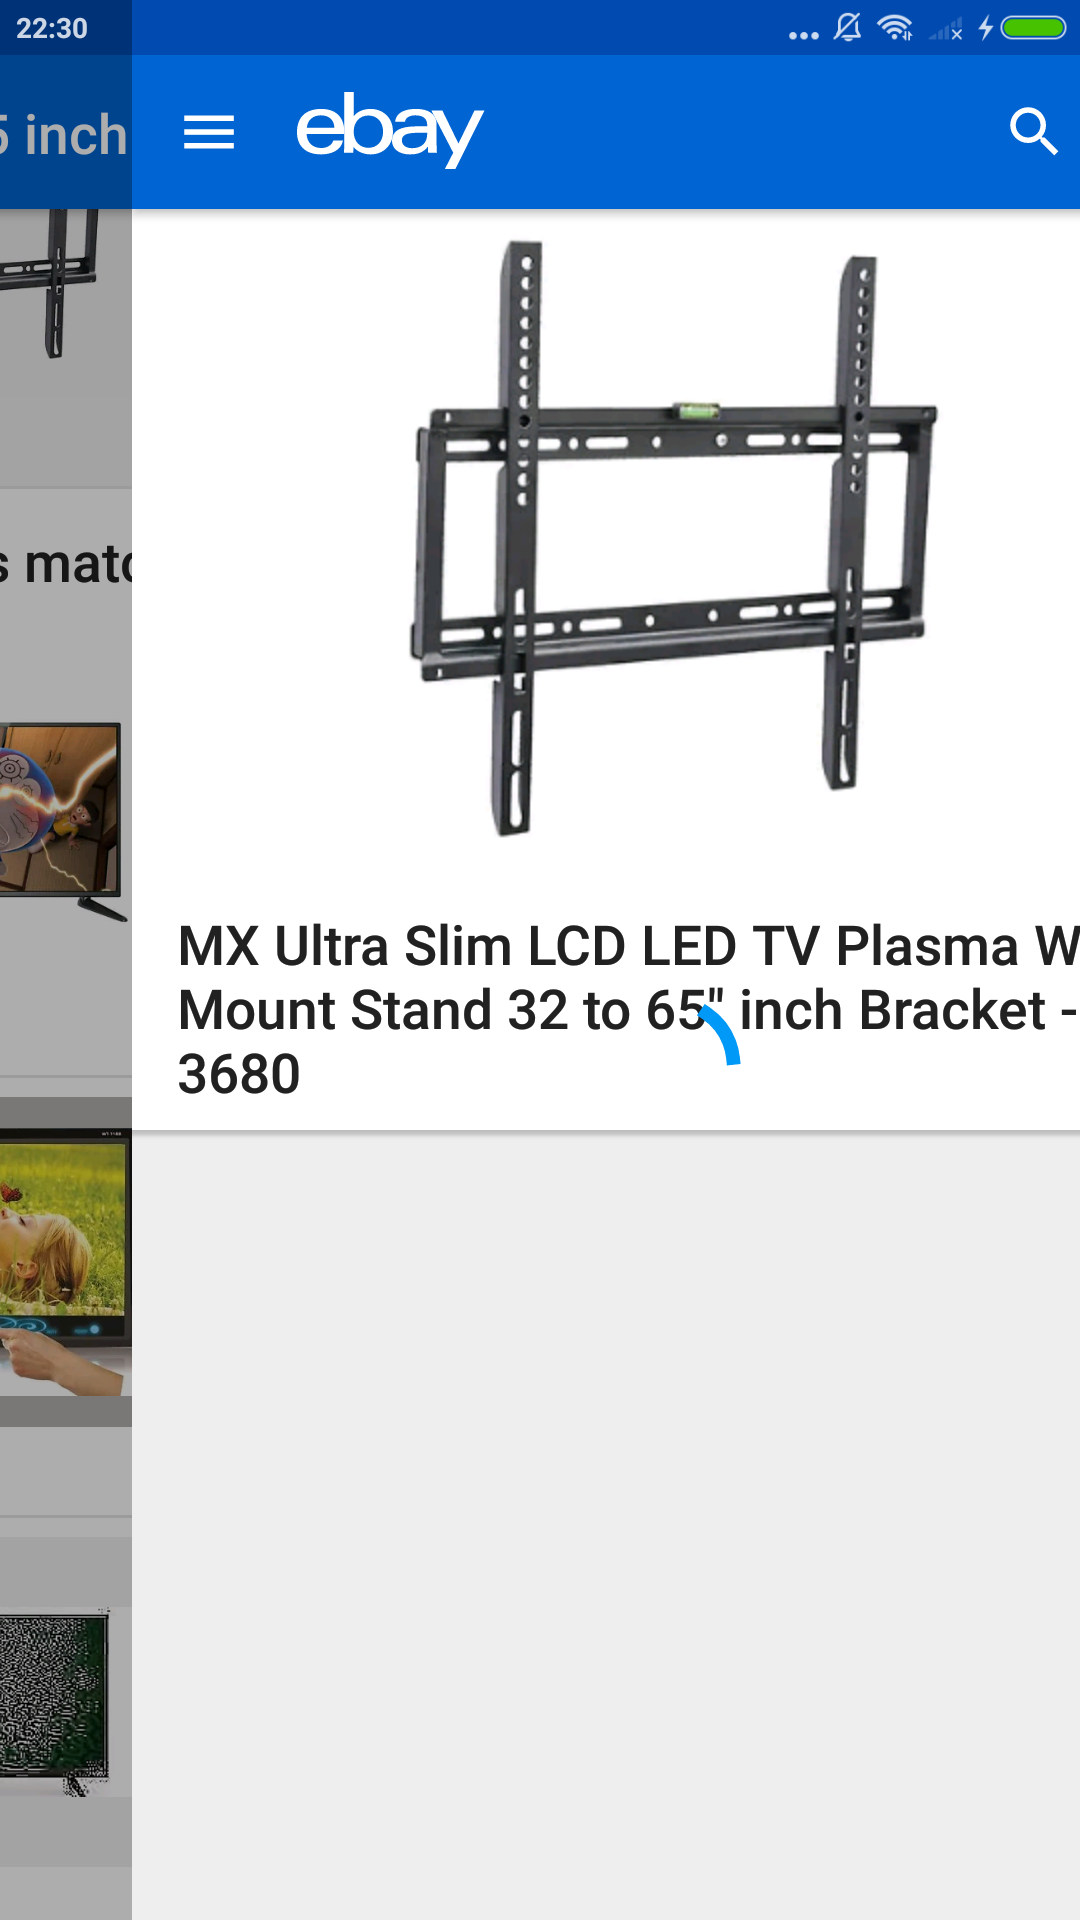 22:30
5 inch
ebay
s matc
MX Ultra Slim LCD LED TV Plasma W
Mount Stand 32 to 65" inch Bracket -
3680